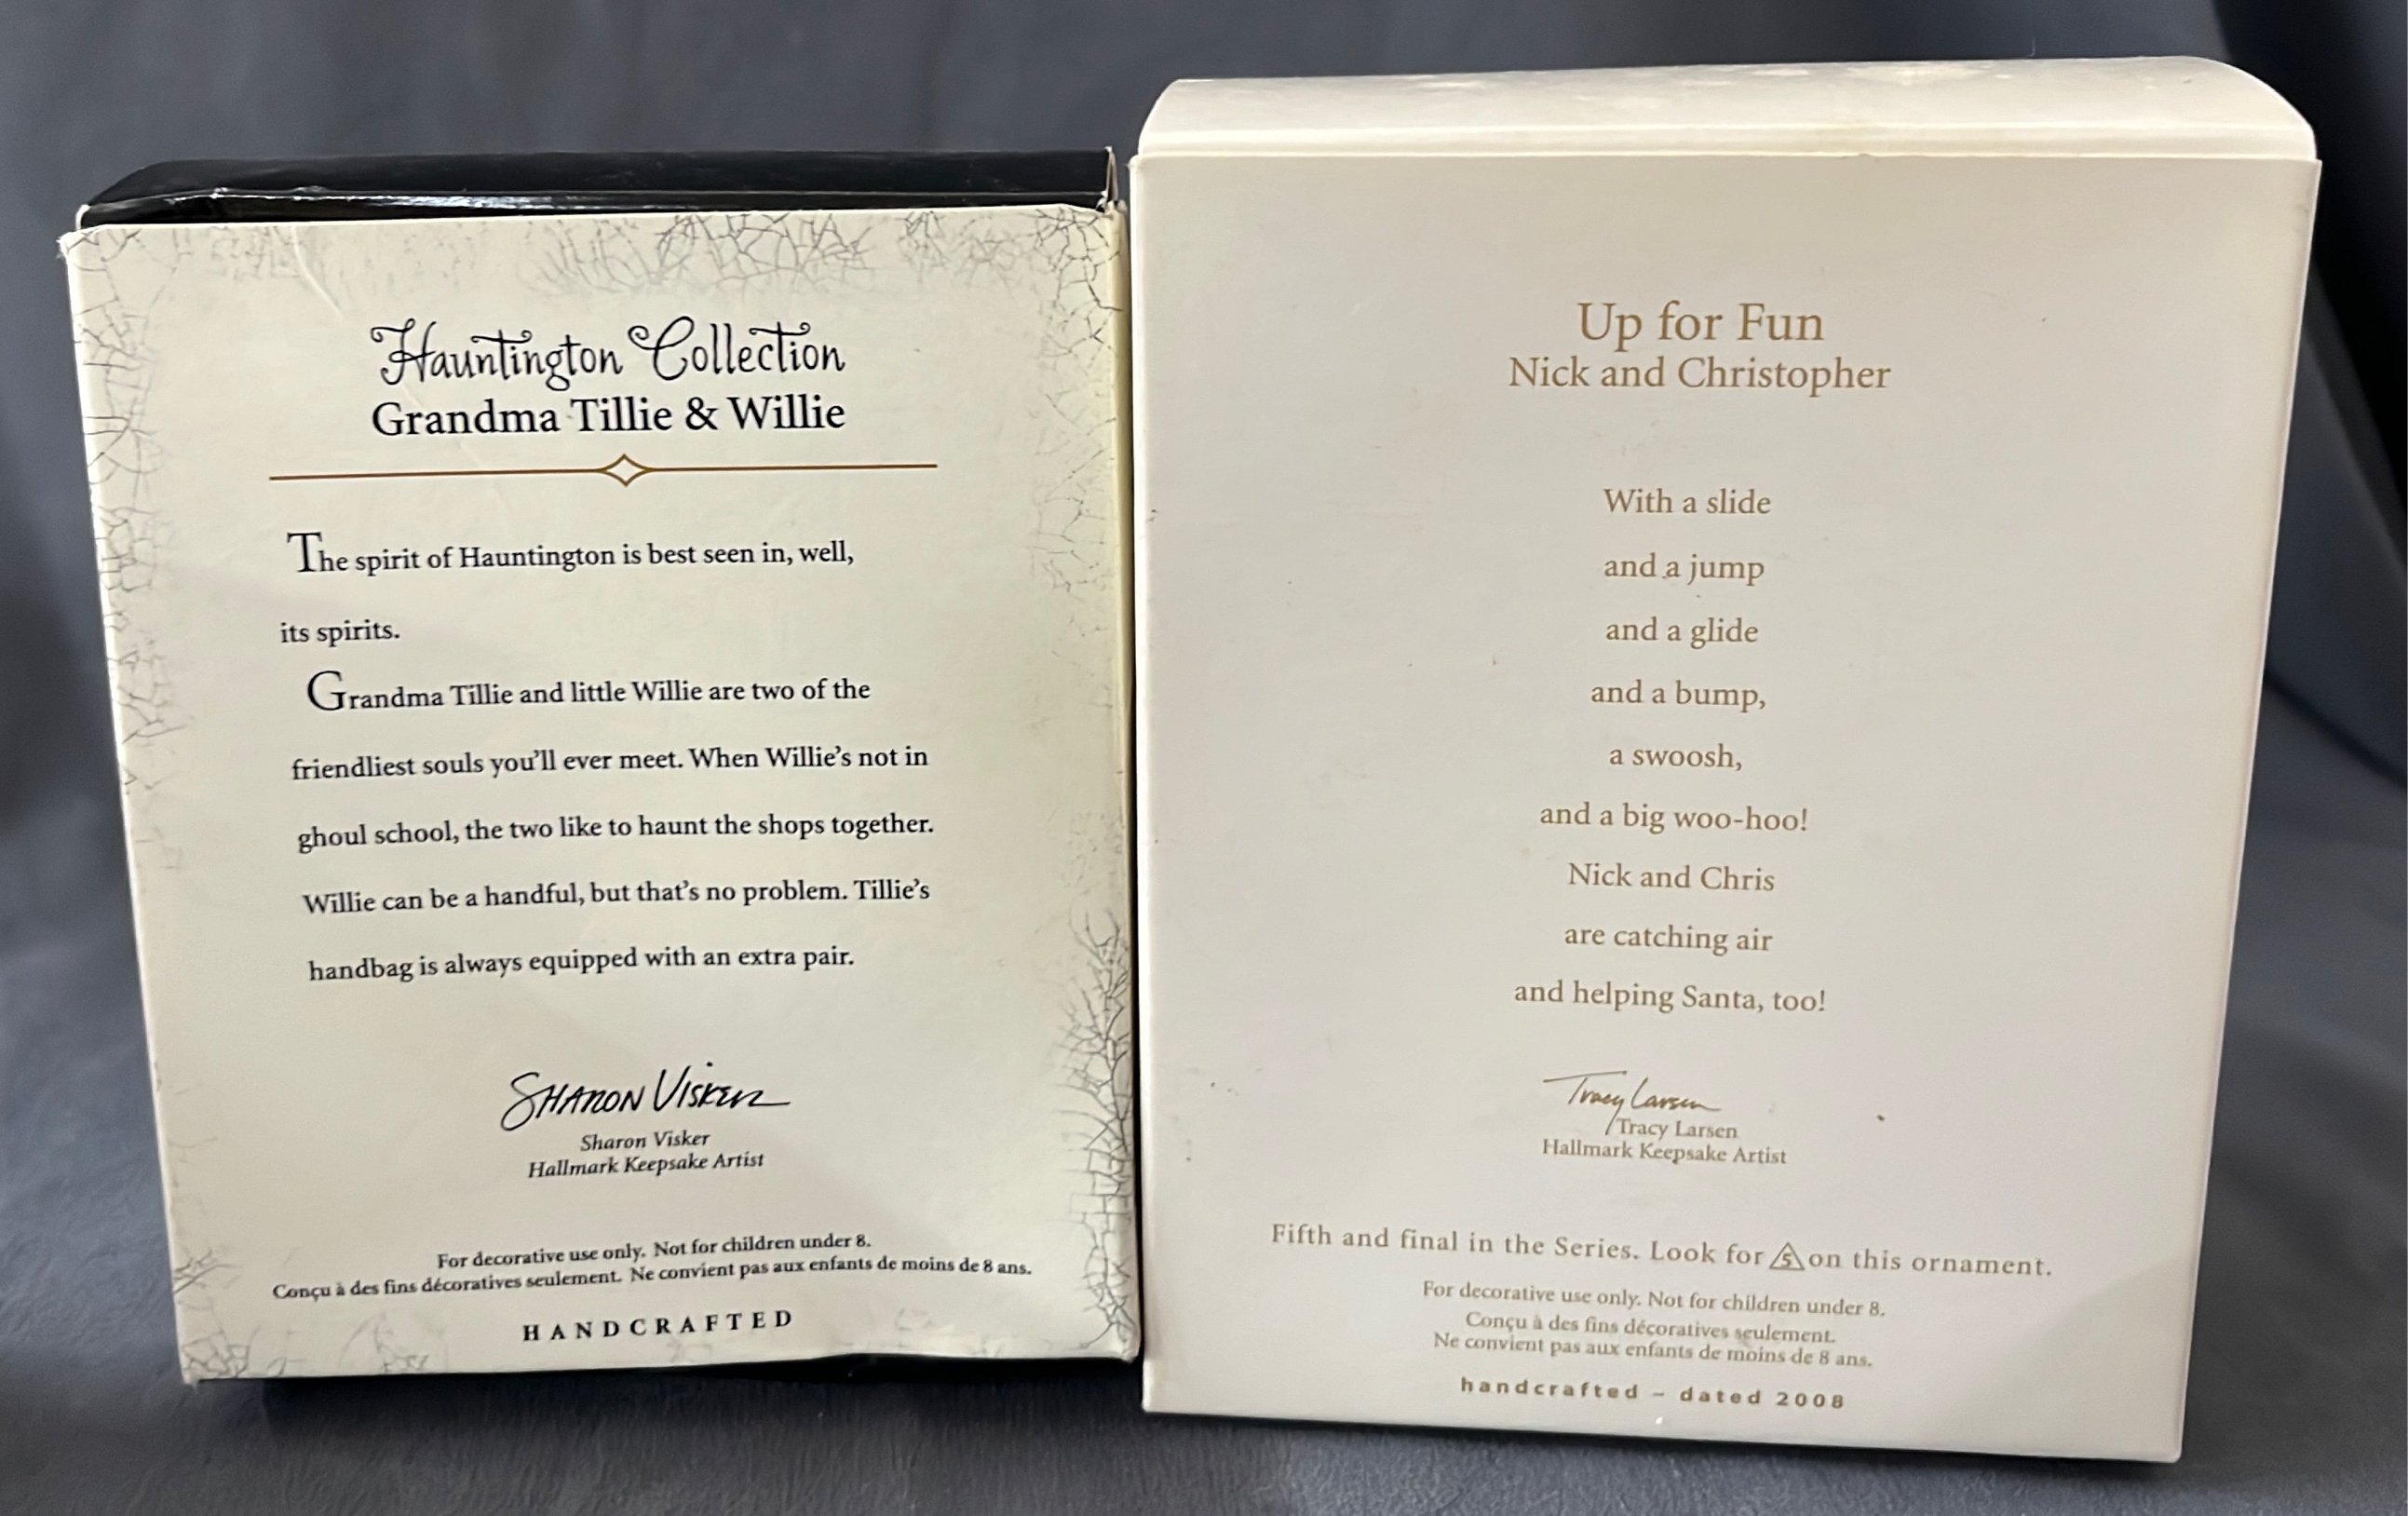 Hauntington Collection
Grandma Tillie & Willie
The spirit of Hauntington is best seen in, well,
its spirits.
Grandma Tillie and little Willie are two of the
friendliest souls you'll ever meet. When Willie's not in
ghoul school, the two like to haunt the shops together.
Willie can be a handful, but that's no problem. Tillie's
handbag is always equipped with an extra pair.
Sharon Visker
Sharon Visker
Hallmark Keepsake Artist
For decorative use only. Not for children under 8.
Conçu à des fins décoratives seulement. Ne convient pas aux enfants de moins de 8 ans.
HANDCRAFTED
Up for Fun
Nick and Christopher
With a slide
and a jump
and a glide
and a bump,
a swoosh,
and a big woo-hoo!
Nick and Chris
are catching air
and helping Santa, too!
Tracy Larsen
Tracy Larsen
Hallmark Keepsake Artist
Fifth and final in the Series. Look for 5 on this ornament.
For decorative use only. Not for children under 8.
Conçu à des fins décoratives seulement.
Ne convient pas aux enfants de moins de 8 ans.
handcrafted – dated 2008